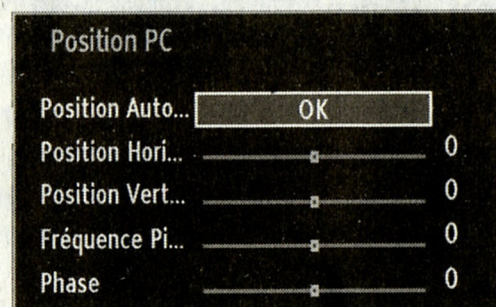 Position PC
Position Auto... OK
Position Hori... 0
Position Vert... 0
Fréquence Pi... 0
Phase 0